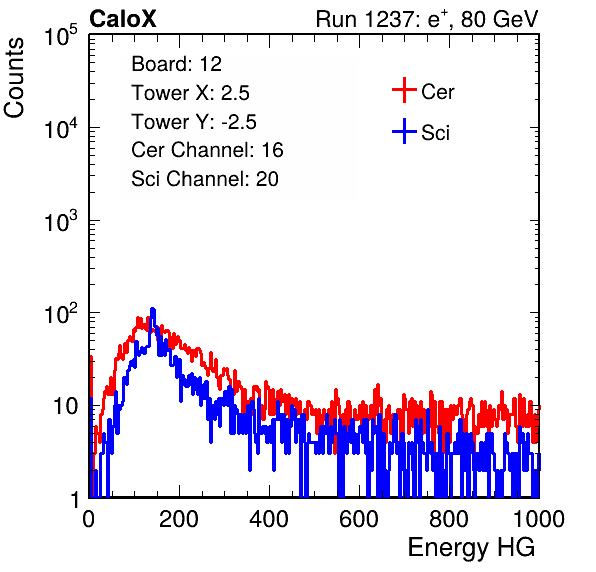 CaloX Run 1237: e+, 80 GeV
Counts
10^5
10^4
10^3
10^2
10
1
Board: 12
Tower X: 2.5
Tower Y: -2.5
Cer Channel: 16
Sci Channel: 20
Cer
Sci
0 200 400 600 800 1000
Energy HG